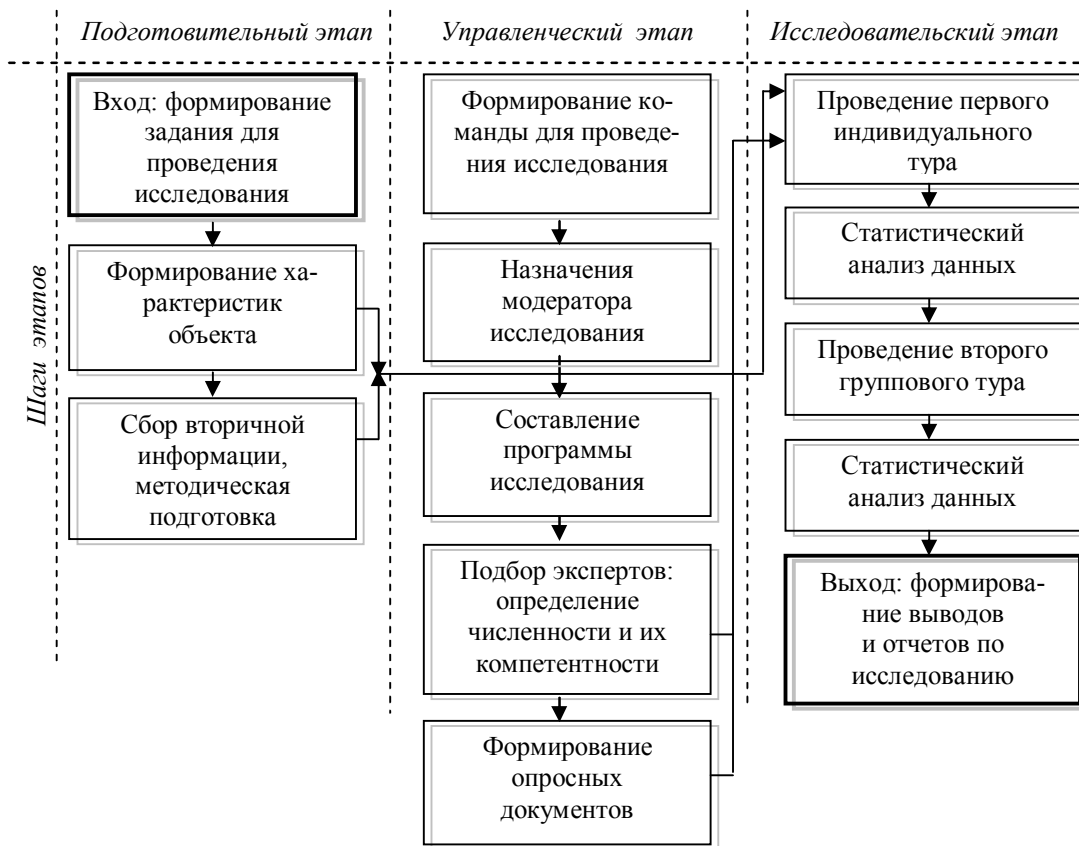 Подготовительный этап
Управленческий этап
Исследовательский этап
Шаги этапов
Вход: формирование
задания для
проведения
исследования
Формирование ха-
рактеристик
объекта
Сбор вторичной
информации,
методическая
подготовка
Формирование ко-
манды для проведе-
ния исследования
Назначения
модератора
исследования
Составление
программы
исследования
Подбор экспертов:
определение
численности и их
компетентности
Формирование
опросных
документов
Проведение первого
индивидуального
тура
Статистический
анализ данных
Проведение второго
группового тура
Статистический
анализ данных
Выход: формирова-
ние выводов
и отчетов по
исследованию